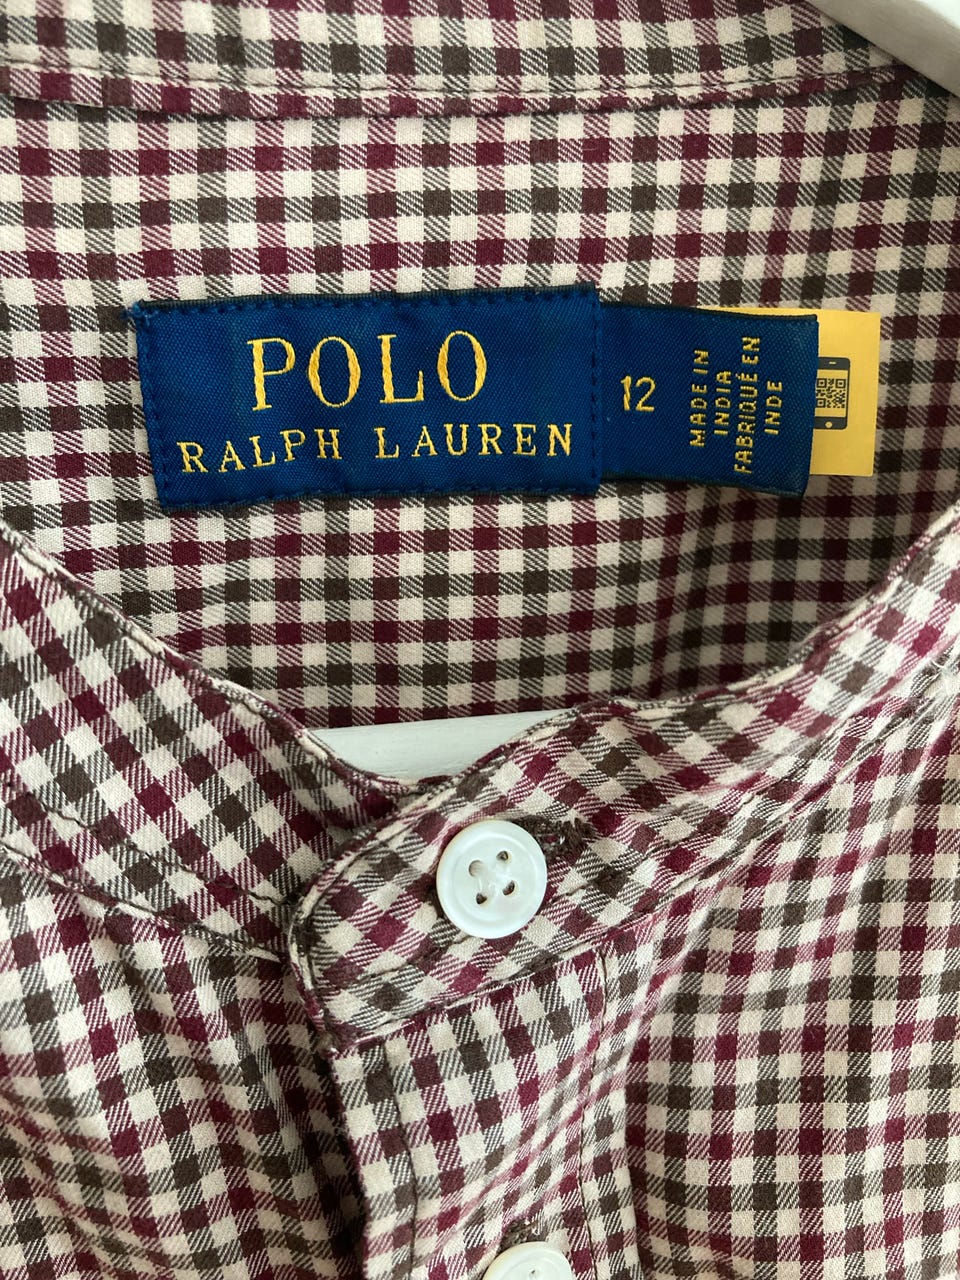 POLO
RALPH LAUREN
12
MADE IN
INDIA
FABRIQUÉ EN
INDE